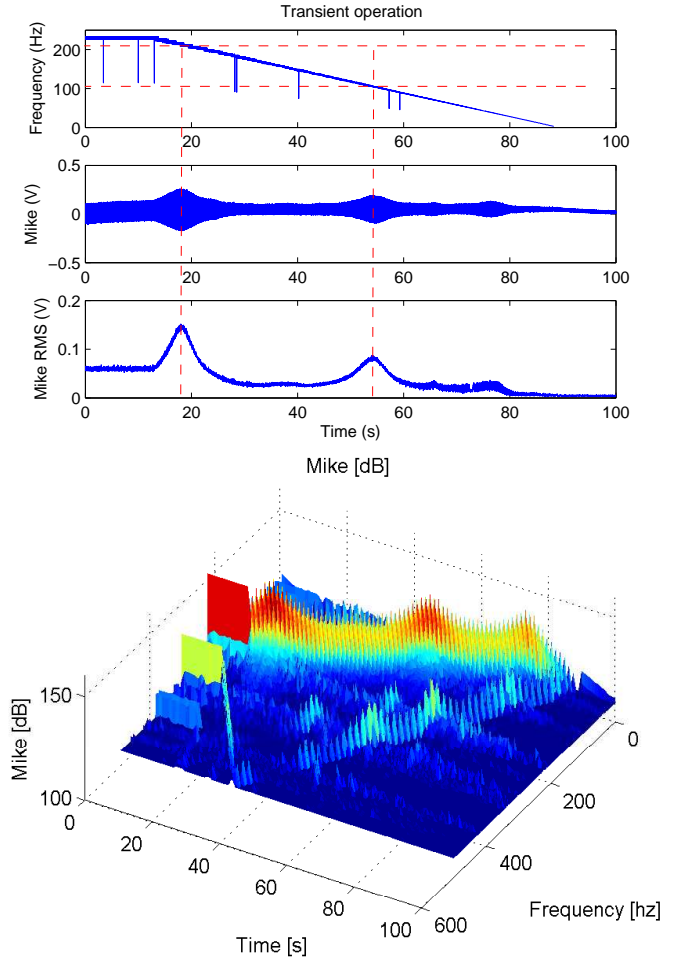 Transient operation
Frequency (Hz)
200
100
0
0 20 40 60 80 100
Mike (V)
0.5
0
−0.5
0 20 40 60 80 100
Mike RMS (V)
0.2
0.1
0
0 20 40 60 80 100
Time (s)
Mike [dB]
Mike [dB]
150
100
0
20
40
60
80
100
Time [s]
0
200
400
600
Frequency [hz]